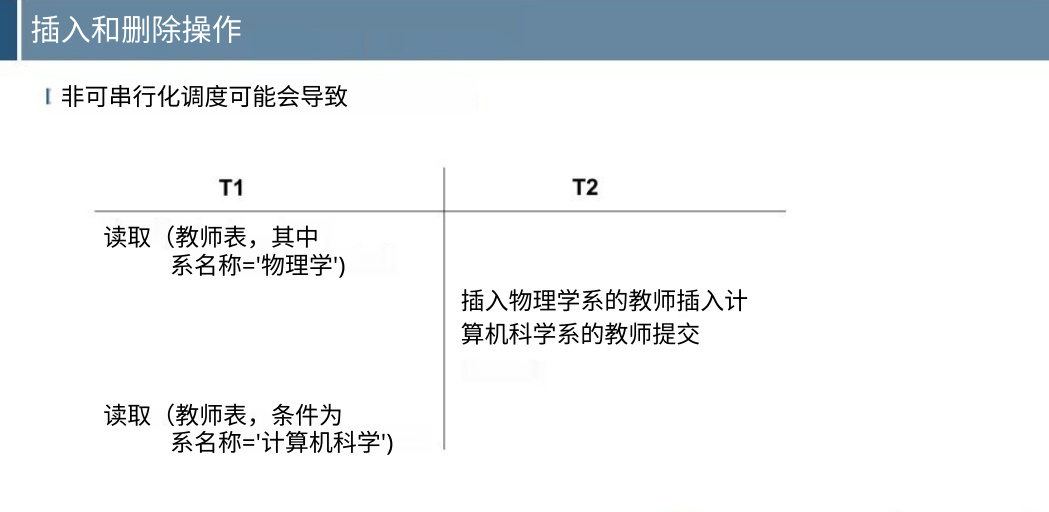 插入和删除操作
非可串行化调度可能会导致
T1
T2
读取（教师表，其中
系名称='物理学')
插入物理学系的教师插入计
算机科学系的教师提交
读取（教师表，条件为
系名称='计算机科学')